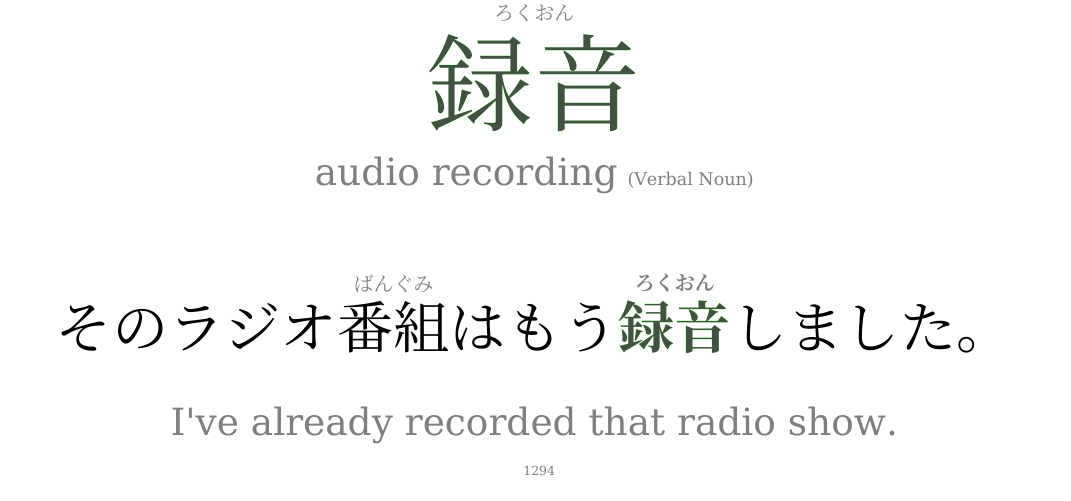 ろくおん
録音
audio recording (Verbal Noun)
ばんぐみ ろくおん
そのラジオ番組はもう録音しました。
I've already recorded that radio show.
1294